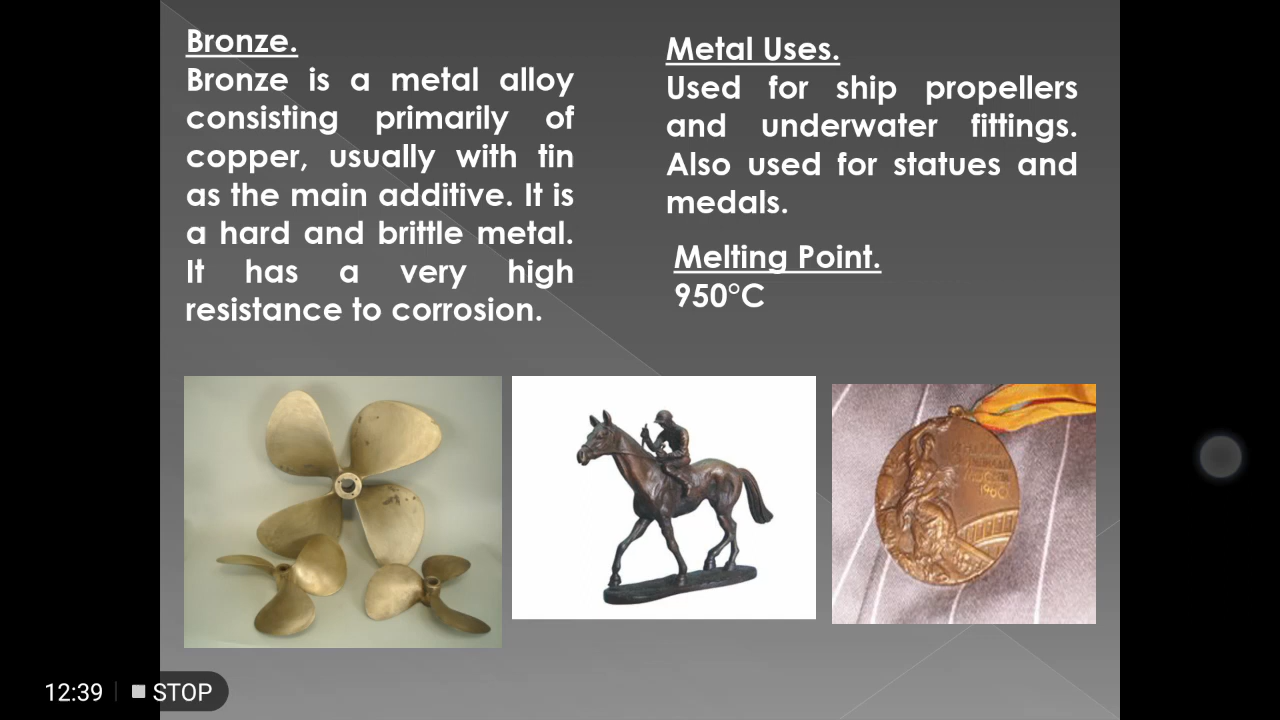 Bronze.
Bronze is a metal alloy
consisting primarily of
copper, usually with tin
as the main additive. It is
a hard and brittle metal.
It has a very high
resistance to corrosion.
Metal Uses.
Used for ship propellers
and underwater fittings.
Also used for statues and
medals.
Melting Point.
950°C
12:39
STOP